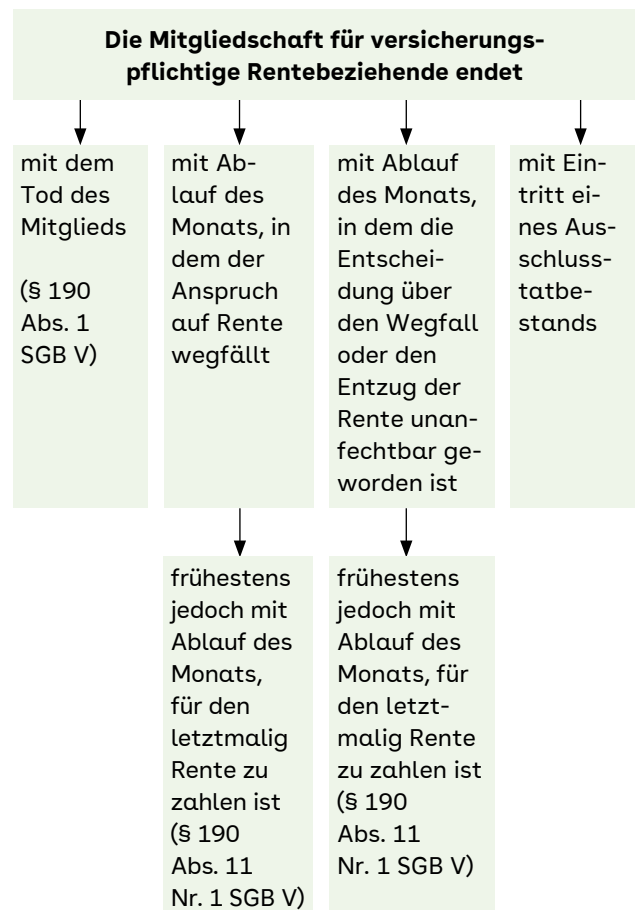 Die Mitgliedschaft für versicherungs-
pflichtige Rentebeziehende endet
mit dem
Tod des
Mitglieds
(§ 190
Abs. 1
SGB V)
mit Ab-
lauf des
Monats, in
dem der
Anspruch
auf Rente
wegfällt
mit Ablauf
des Monats,
in dem die
Entschei-
dung über
den Wegfall
oder den
Entzug der
Rente unan-
fechtbar ge-
worden ist
mit Ein-
tritt ei-
nes Aus-
schluss-
tatbe-
stands
frühestens
jedoch mit
Ablauf des
Monats,
für den
letztmalig
Rente zu
zahlen ist
(§ 190
Abs. 11
Nr. 1 SGB V)
frühestens
jedoch mit
Ablauf des
Monats, für
den letzt-
malig Rente
zu zahlen ist
(§ 190
Abs. 11
Nr. 1 SGB V)